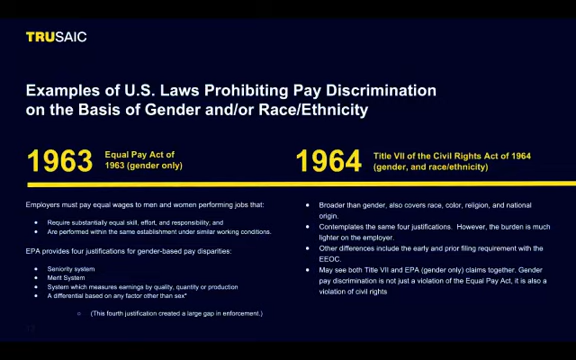 TRUSAIC
Examples of U.S. Laws Prohibiting Pay Discrimination
on the Basis of Gender and/or Race/Ethnicity
1963
Equal Pay Act of
1963 (gender only)
Employers must pay equal wages to men and women performing jobs that:
● Require substantially equal skill, effort, and responsibility, and
● Are performed within the same establishment under similar working conditions.
EPA provides four justifications for gender-based pay disparities:
● Seniority system
● Merit System
● System which measures earnings by quality, quantity or production
● A differential based on any factor other than sex*
○ (This fourth justification created a large gap in enforcement.)
1964
Title VII of the Civil Rights Act of 1964
(gender, and race/ethnicity)
● Broader than gender, also covers race, color, religion, and national
origin.
● Contemplates the same four justifications. However, the burden is much
lighter on the employer.
● Other differences include the early and prior filing requirement with the
EEOC.
● May see both Title VII and EPA (gender only) claims together. Gender
pay discrimination is not just a violation of the Equal Pay Act, it is also a
violation of civil rights